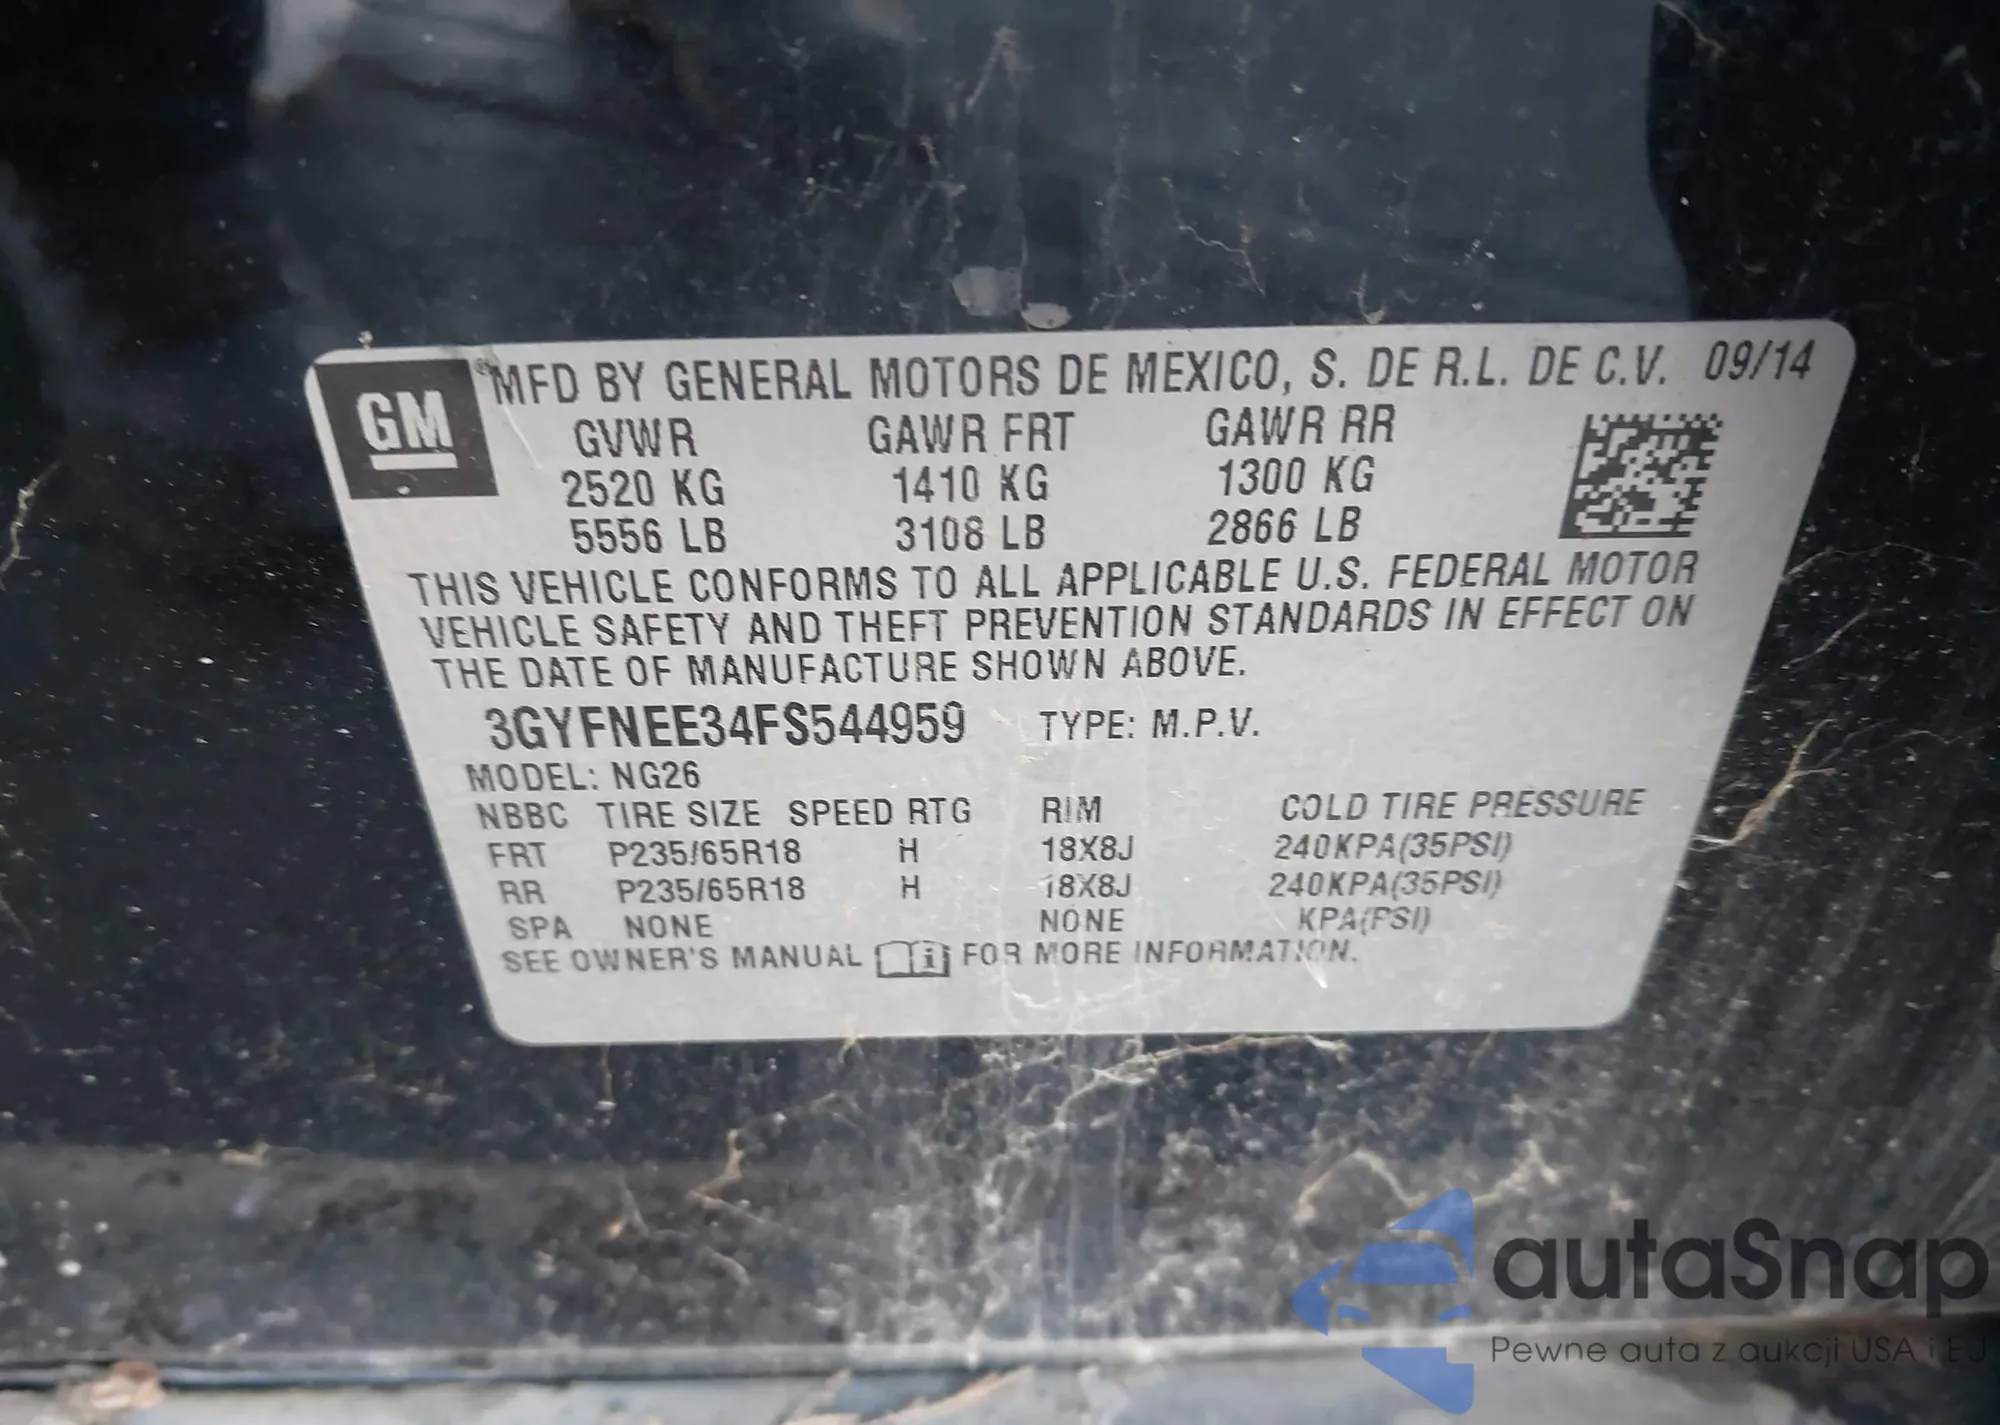 GM
MFD BY GENERAL MOTORS DE MEXICO, S. DE R.L. DE C.V. 09/14
GVWR GAWR FRT GAWR RR
2520 KG 1410 KG 1300 KG
5556 LB 3108 LB 2866 LB
THIS VEHICLE CONFORMS TO ALL APPLICABLE U.S. FEDERAL MOTOR
VEHICLE SAFETY AND THEFT PREVENTION STANDARDS IN EFFECT ON
THE DATE OF MANUFACTURE SHOWN ABOVE.
3GYFNEE34FS544959 TYPE: M.P.V.
MODEL: NG26
NBBC TIRE SIZE SPEED RTG RIM COLD TIRE PRESSURE
FRT P235/65R18 H 18X8J 240KPA(35PSI)
RR P235/65R18 H 18X8J 240KPA(35PSI)
SPA NONE NONE KPA(PSI)
SEE OWNER'S MANUAL FOR MORE INFORMATION.
autaSnap
Pewne auta z aukcji USA i EJ